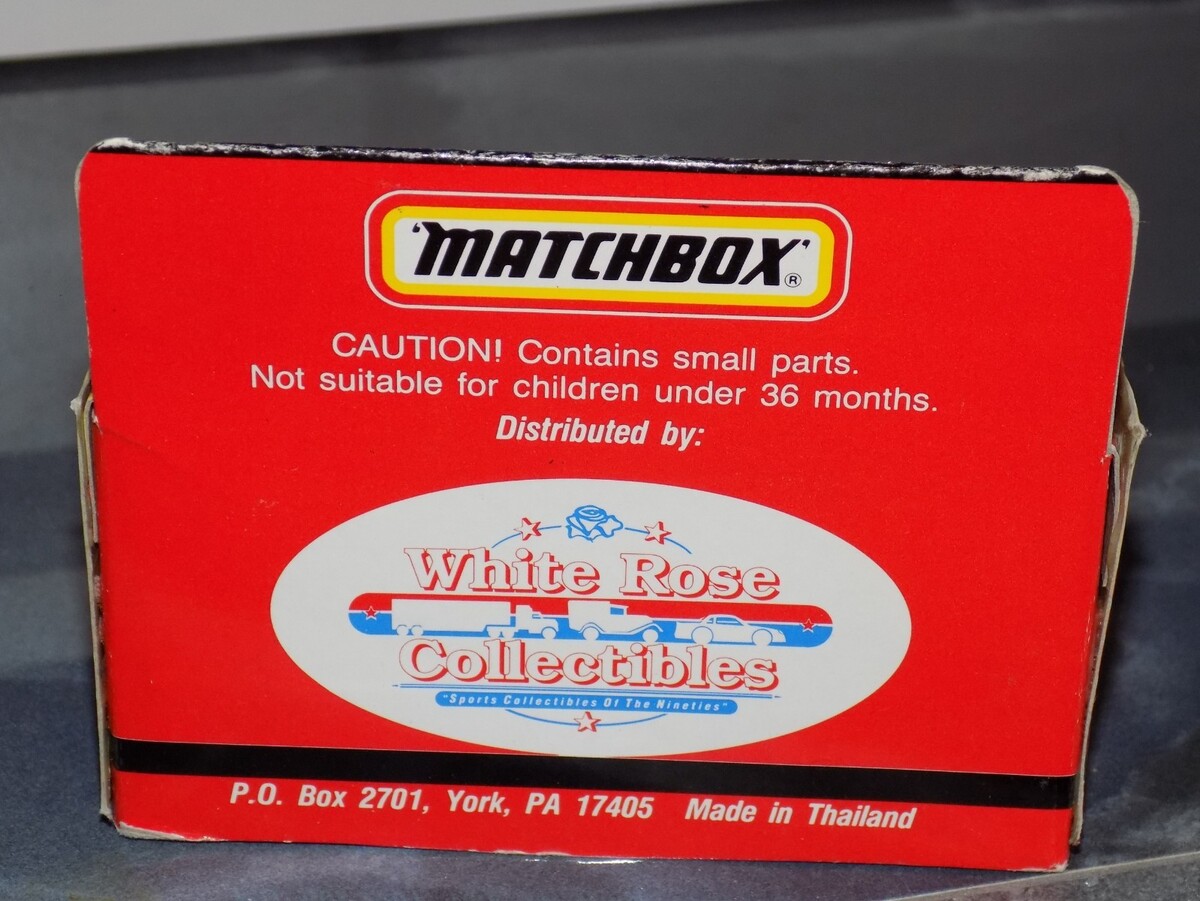 'MATCHBOX'®
CAUTION! Contains small parts.
Not suitable for children under 36 months.
Distributed by:
White Rose
Collectibles
"Sports Collectibles Of The Nineties"
P.O. Box 2701, York, PA 17405 Made in Thailand